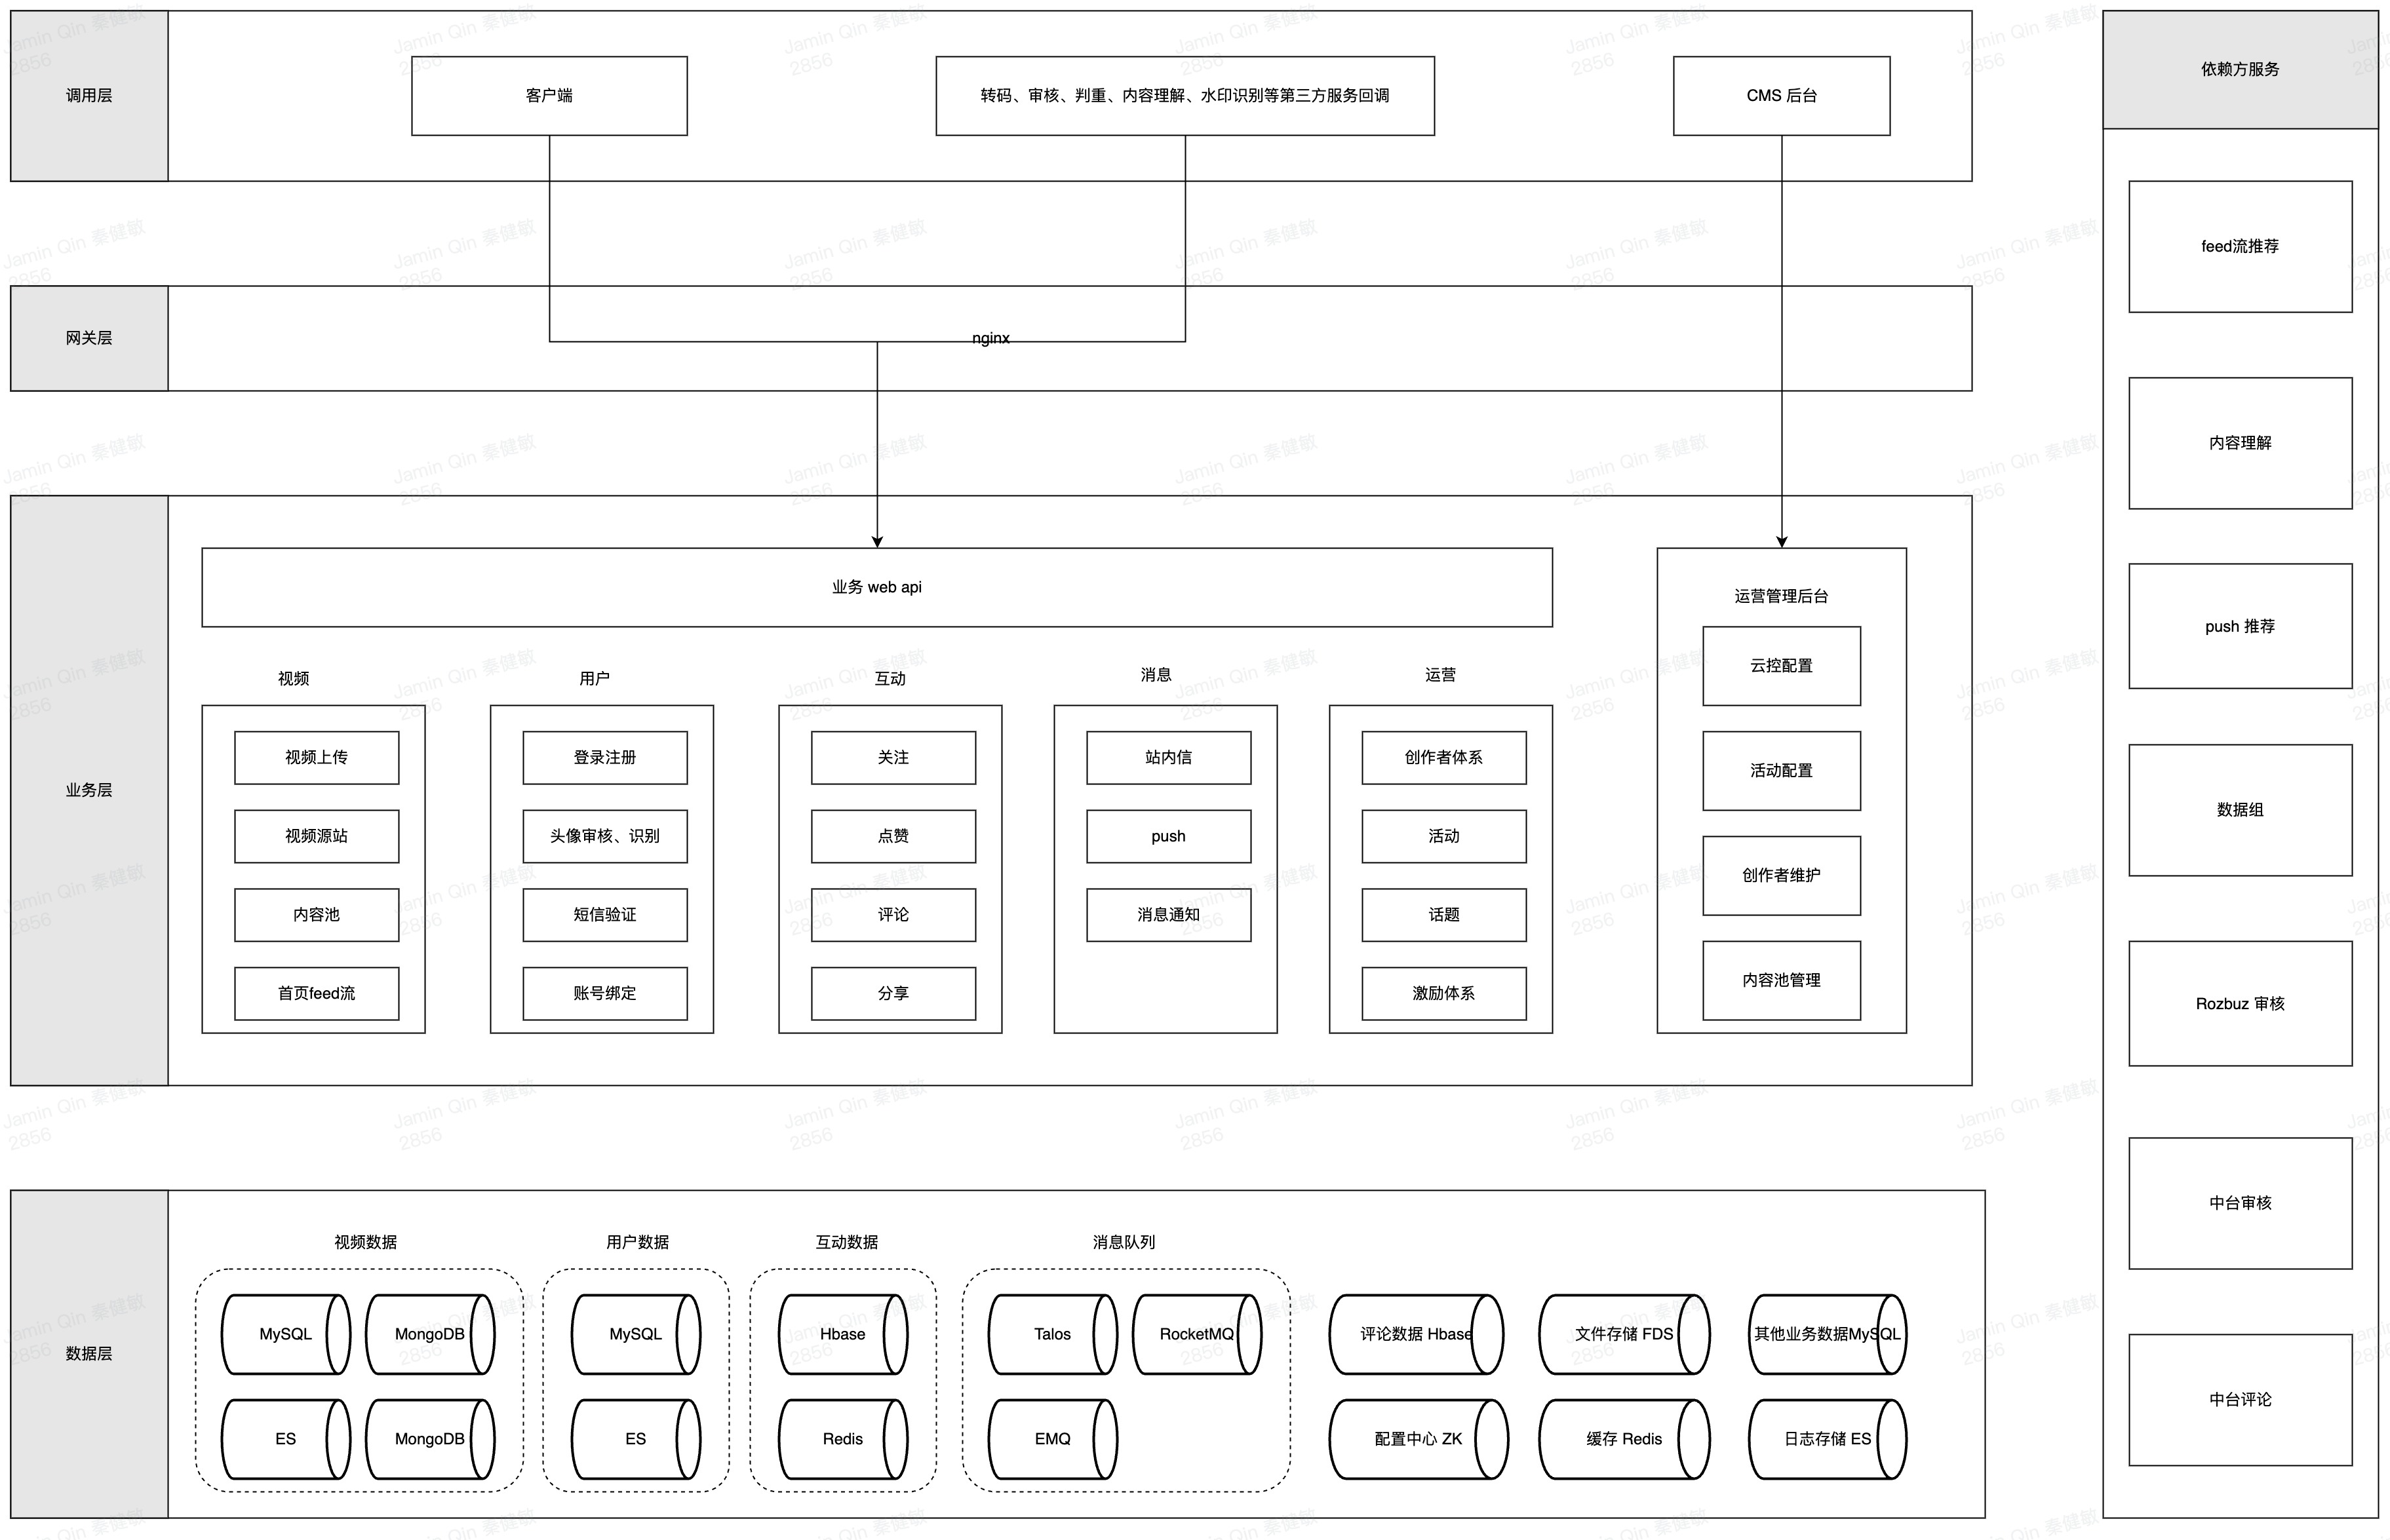 调用层
客户端
转码、审核、判重、内容理解、水印识别等第三方服务回调
CMS 后台
网关层
nginx
业务层
业务 web api
视频
视频上传
视频源站
内容池
首页feed流
用户
登录注册
头像审核、识别
短信验证
账号绑定
互动
关注
点赞
评论
分享
消息
站内信
push
消息通知
运营
创作者体系
活动
话题
激励体系
运营管理后台
云控配置
活动配置
创作者维护
内容池管理
数据层
视频数据
MySQL
MongoDB
ES
MongoDB
用户数据
MySQL
ES
互动数据
Hbase
Redis
消息队列
Talos
RocketMQ
EMQ
评论数据 Hbase
文件存储 FDS
其他业务数据MySQL
配置中心 ZK
缓存 Redis
日志存储 ES
依赖方服务
feed流推荐
内容理解
push 推荐
数据组
Rozbuz 审核
中台审核
中台评论
Jamin Qin 秦健敏
2856